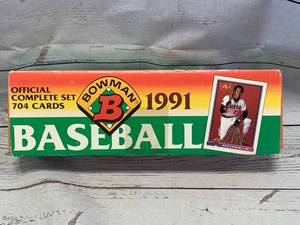 OFFICIAL
COMPLETE SET
704 CARDS
BOWMAN
B
1991
BASEBALL